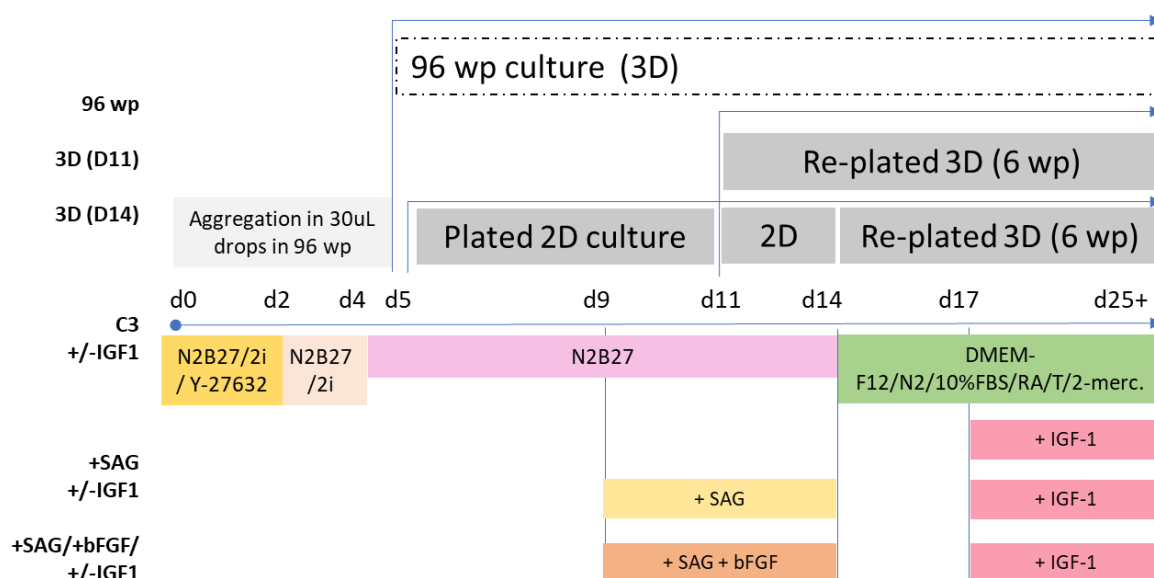 96 wp culture (3D)
96 wp
3D (D11)
Re-plated 3D (6 wp)
3D (D14)
Aggregation in 30uL
drops in 96 wp
Plated 2D culture
2D
Re-plated 3D (6 wp)
d0
d2
d4
d5
d9
d11
d14
d17
d25+
C3
+/-IGF1
N2B27/2i
/ Y-27632
N2B27
/2i
N2B27
DMEM-
F12/N2/10%FBS/RA/T/2-merc.
+ IGF-1
+SAG
+/-IGF1
+ SAG
+ IGF-1
+SAG/+bFGF/
+/-IGF1
+ SAG + bFGF
+ IGF-1